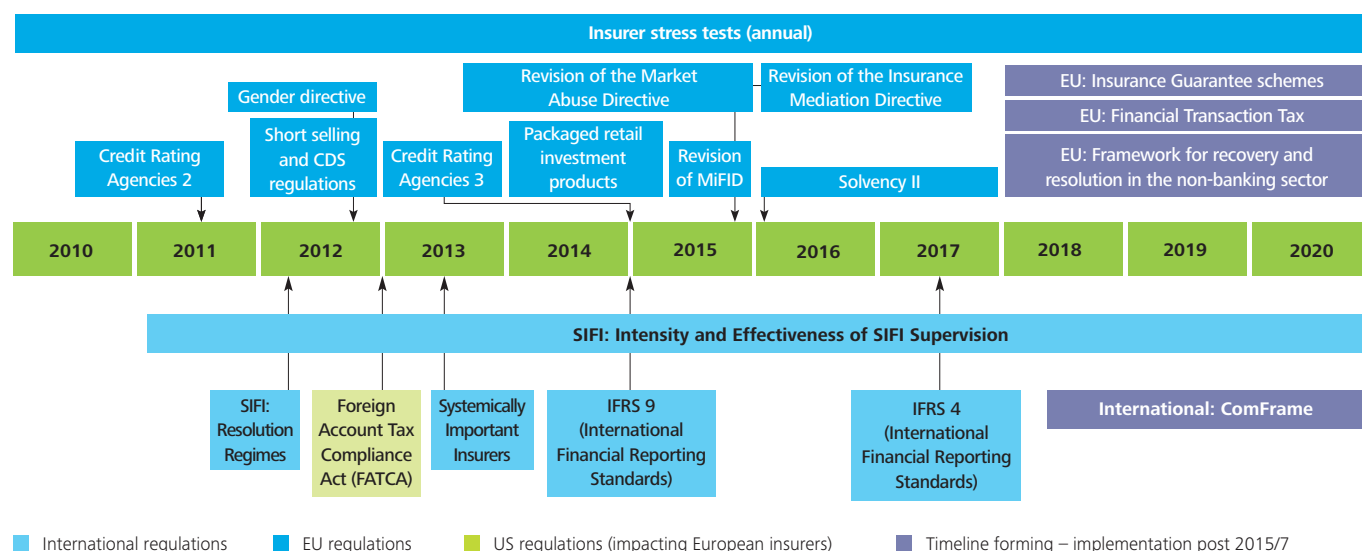 Insurer stress tests (annual)
Revision of the Market
Abuse Directive
Revision of the Insurance
Mediation Directive
EU: Insurance Guarantee schemes
Gender directive
EU: Financial Transaction Tax
Credit Rating
Agencies 2
Short selling
and CDS
regulations
Credit Rating
Agencies 3
Packaged retail
investment
products
Revision
of MiFID
Solvency II
EU: Framework for recovery and
resolution in the non-banking sector
2010 2011 2012 2013 2014 2015 2016 2017 2018 2019 2020
SIFI: Intensity and Effectiveness of SIFI Supervision
SIFI:
Resolution
Regimes
Foreign
Account Tax
Compliance
Act (FATCA)
Systemically
Important
Insurers
IFRS 9
(International
Financial Reporting
Standards)
IFRS 4
(International
Financial Reporting
Standards)
International: ComFrame
International regulations EU regulations US regulations (impacting European insurers) Timeline forming – implementation post 2015/7